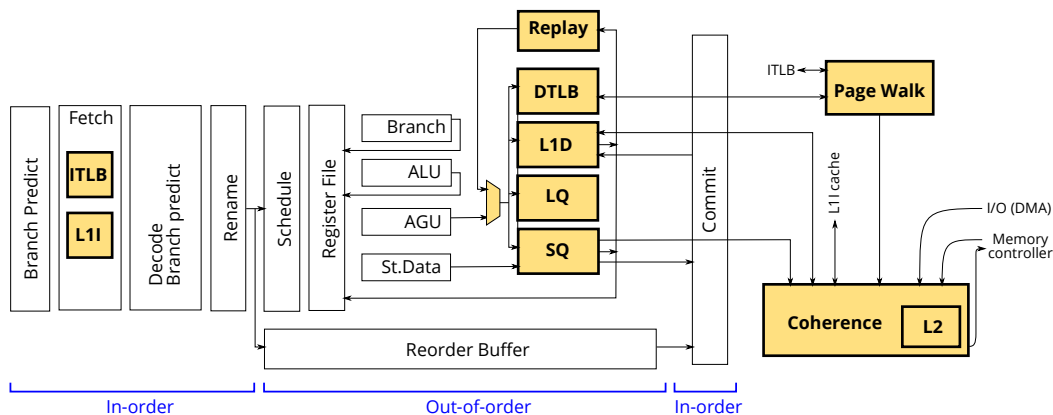 Branch Predict
Fetch
ITLB
L1I
Decode
Branch predict
Rename
Schedule
Register File
Branch
ALU
AGU
St.Data
Replay
DTLB
L1D
LQ
SQ
Reorder Buffer
Commit
ITLB
Page Walk
L1I cache
I/O (DMA)
Memory
controller
Coherence
L2
In-order
Out-of-order
In-order